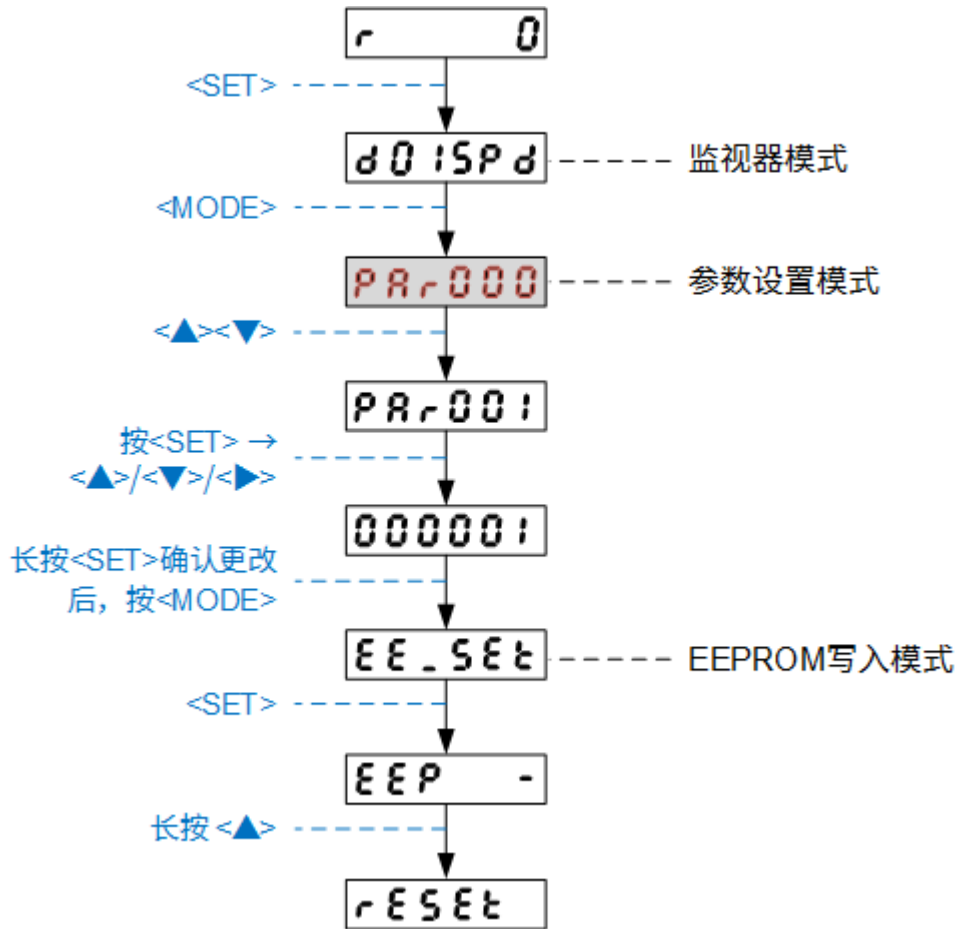 r 0
<SET>
d01SPd
监视器模式
<MODE>
PAr000
参数设置模式
<▲><▼>
PAr001
按<SET> →
<▲>/<▼>/<▶>
000001
长按<SET>确认更改
后，按<MODE>
EE_SEt
EEPROM写入模式
<SET>
EEP -
长按 <▲>
rESEt